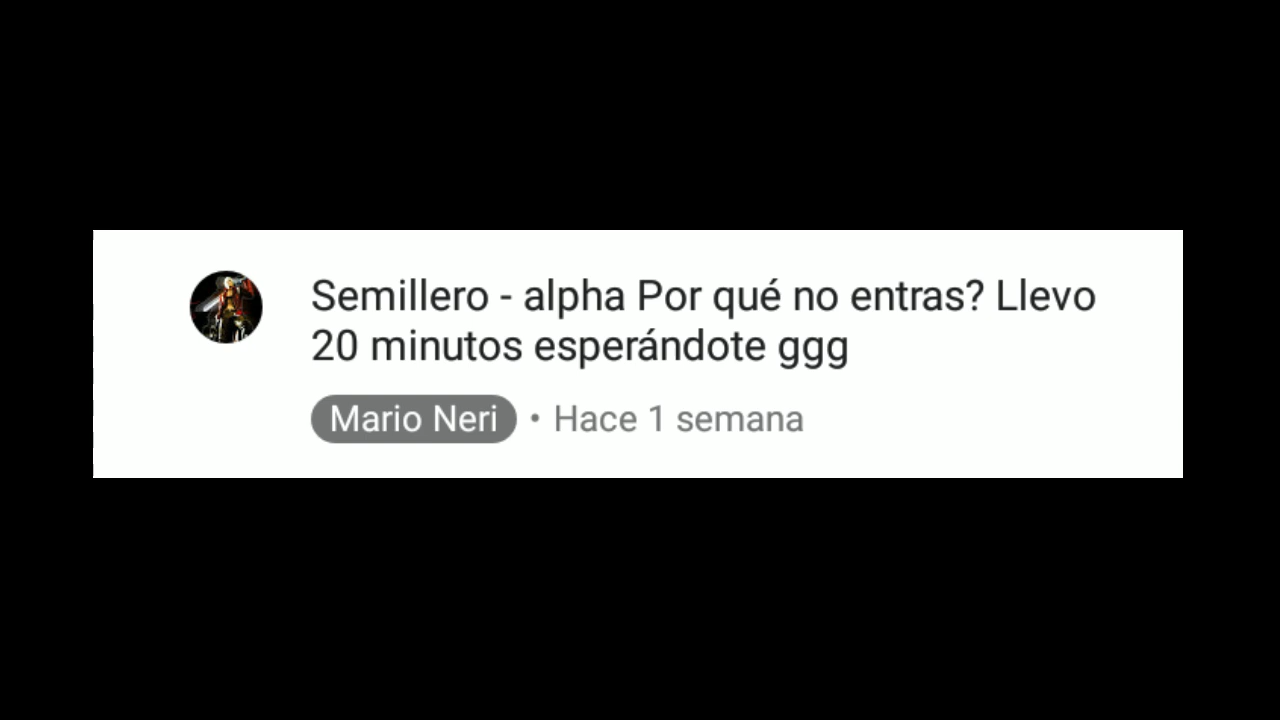 Semillero - alpha Por qué no entras? Llevo
20 minutos esperándote ggg
Mario Neri • Hace 1 semana